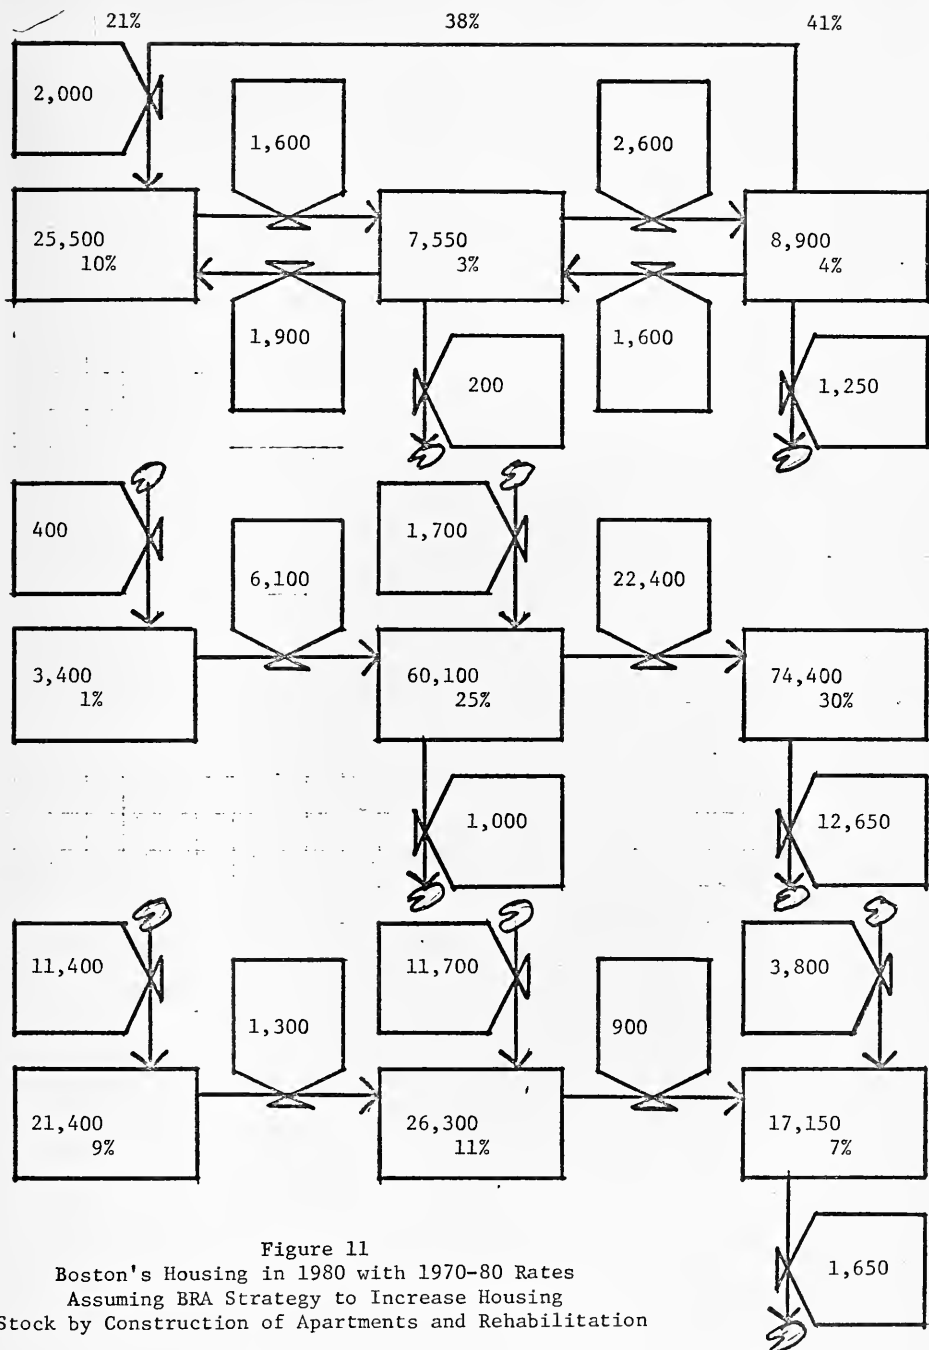 21% 38% 41%
2,000
1,600 2,600
25,500 7,550 8,900
10% 3% 4%
1,900 1,600
200 1,250
400 1,700
6,100 22,400
3,400 60,100 74,400
1% 25% 30%
1,000 12,650
11,400 11,700 3,800
1,300 900
21,400 26,300 17,150
9% 11% 7%
1,650
Figure 11
Boston's Housing in 1980 with 1970-80 Rates
Assuming BRA Strategy to Increase Housing
Stock by Construction of Apartments and Rehabilitation